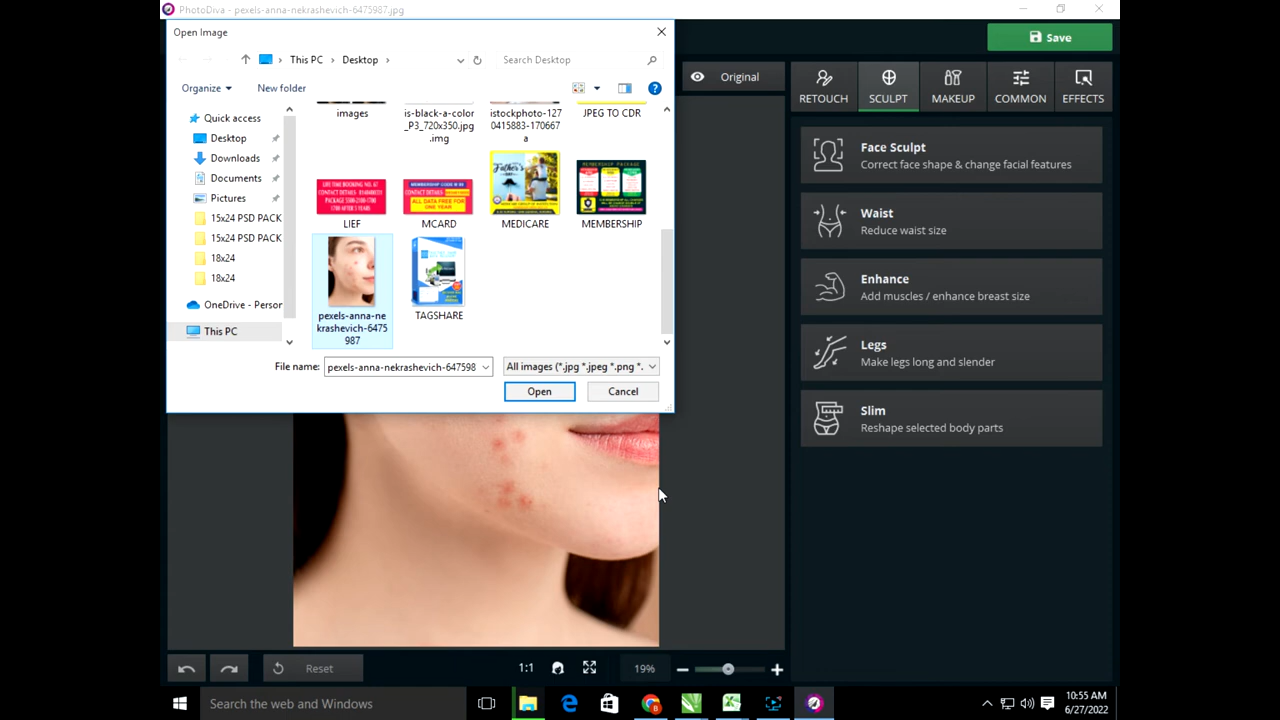 PhotoDiva - pexels-anna-nekrashevich-6475987.jpg
Open Image
This PC
Desktop
Search Desktop
Organize
New folder
Save
Original
RETOUCH
SCULPT
MAKEUP
COMMON
EFFECTS
Quick access
Desktop
Downloads
Documents
Pictures
15x24 PSD PACK
15x24 PSD PACK
18x24
18x24
OneDrive - Person
This PC
images
is-black-a-color
_P3_720x350.jpg
.img
istockphoto-127
0415883-170667
a
JPEG TO CDR
LIEF
MCARD
MEDICARE
MEMBERSHIP
pexels-anna-ne
krashevich-6475
987
TAGSHARE
File name:
pexels-anna-nekrashevich-647598
All images (*.jpg *.jpeg *.png *.
Open
Cancel
Face Sculpt
Correct face shape & change facial features
Waist
Reduce waist size
Enhance
Add muscles / enhance breast size
Legs
Make legs long and slender
Slim
Reshape selected body parts
Reset
1:1
19%
Search the web and Windows
10:55 AM
6/27/2022